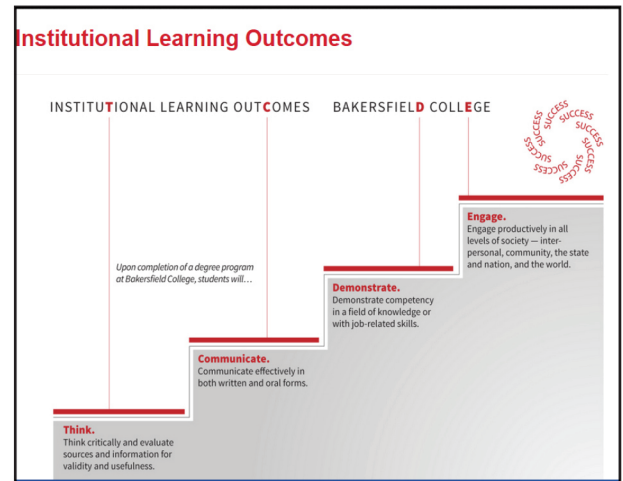 Institutional Learning Outcomes
INSTITUTIONAL LEARNING OUTCOMES BAKERSFIELD COLLEGE
SUCCESS SUCCESS SUCCESS SUCCESS SUCCESS SUCCESS SUCCESS SUCCESS
Engage.
Engage productively in all
levels of society — inter-
personal, community, the state
and nation, and the world.
Upon completion of a degree program
at Bakersfield College, students will…
Demonstrate.
Demonstrate competency
in a field of knowledge or
with job-related skills.
Communicate.
Communicate effectively in
both written and oral forms.
Think.
Think critically and evaluate
sources and information for
validity and usefulness.